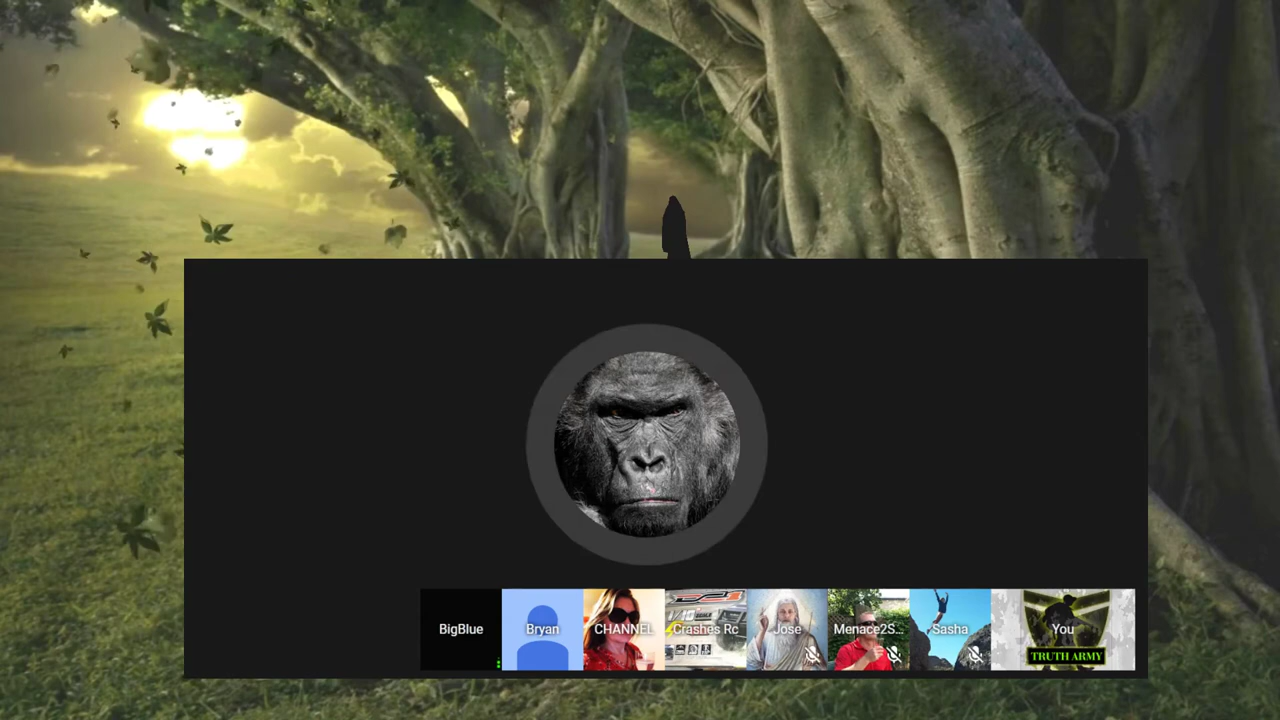 BigBlue
Bryan
CHANNEL
Crashes Rc
Jose
Menace2S...
Sasha
You
TRUTH ARMY